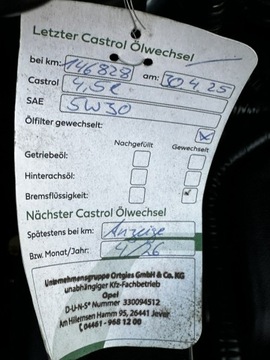 Letzter Castrol Ölwechsel
bei km: 146828 am: 30.4.25
Castrol 4,5l
SAE 5W30
Ölfilter gewechselt:
Nachgefüllt Gewechselt
Getriebeöl:
Hinterachsöl:
Bremsflüssigkeit:
Nächster Castrol Ölwechsel
Spätestens bei km: Anzeige
Bzw. Monat/Jahr: 4/26
Unternehmensgruppe Ortgies GmbH & Co. KG
unabhängiger Kfz-Fachbetrieb
Opel
D-U-N-S® Nummer 330094512
Am Hillernsen Hamm 95, 26441 Jever
✆ 04461 - 968 12 00